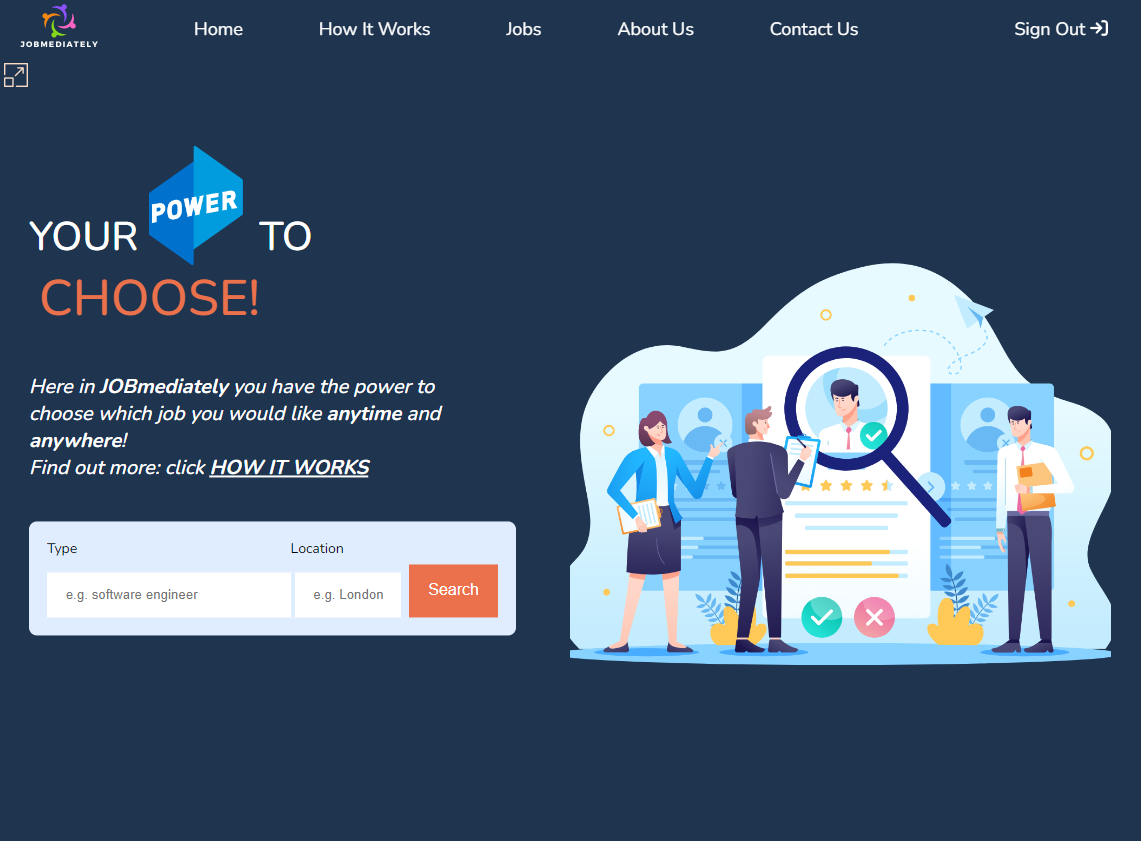 JOBMEDIATELY
Home
How It Works
Jobs
About Us
Contact Us
Sign Out
YOUR POWER TO
CHOOSE!
Here in JOBmediately you have the power to
choose which job you would like anytime and
anywhere!
Find out more: click HOW IT WORKS
Type
Location
e.g. software engineer
e.g. London
Search